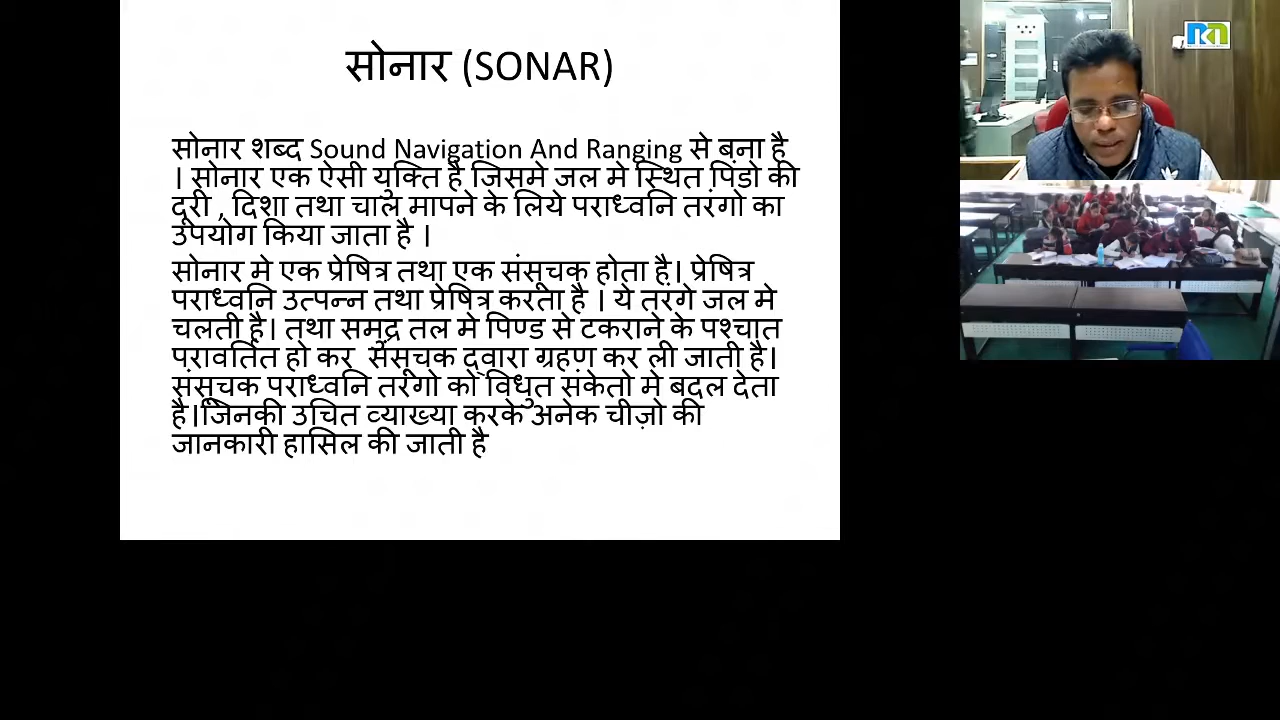 सोनार (SONAR)
सोनार शब्द Sound Navigation And Ranging से बना है
। सोनार एक ऐसी युक्ति है जिसमे जल मे स्थित पिंडो की
दूरी , दिशा तथा चाल मापने के लिये पराध्वनि तरंगो का
उपयोग किया जाता है ।
सोनार मे एक प्रेषित्र तथा एक संसूचक होता है। प्रेषित्र
पराध्वनि उत्पन्न तथा प्रेषित्र करता है । ये तरंगे जल मे
चलती है। तथा समुद्र तल मे पिण्ड से टकराने के पश्चात
परावर्तित हो कर संसूचक द्वारा ग्रहण कर ली जाती है।
संसूचक पराध्वनि तरंगो को विधुत संकेतो मे बदल देता
है।जिनकी उचित व्याख्या करके अनेक चीज़ो की
जानकारी हासिल की जाती है